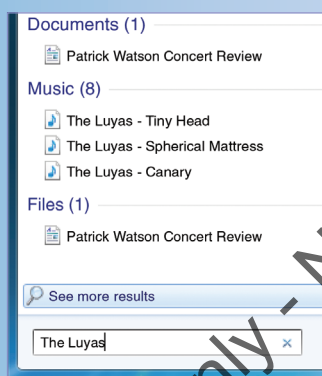 Documents (1)
Patrick Watson Concert Review
Music (8)
The Luyas - Tiny Head
The Luyas - Spherical Mattress
The Luyas - Canary
Files (1)
Patrick Watson Concert Review
See more results
The Luyas